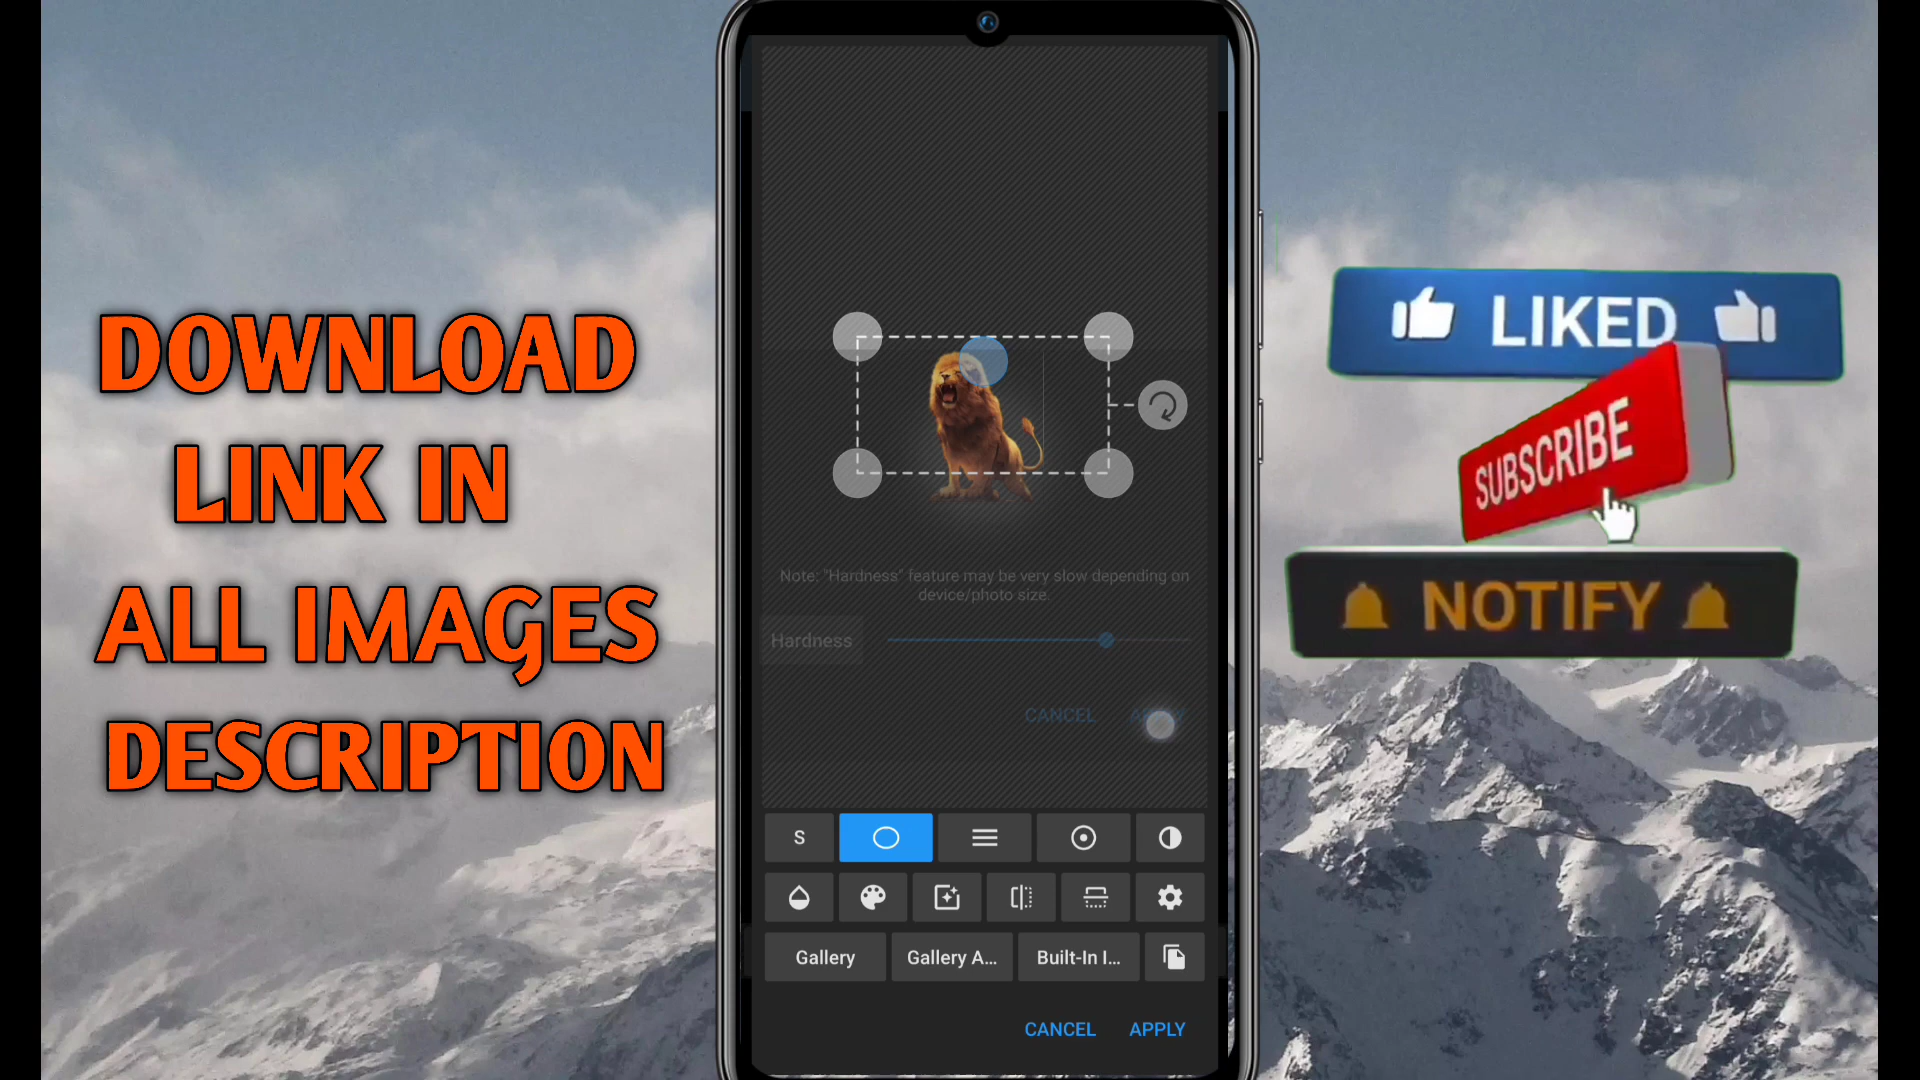 DOWNLOAD
LINK IN
ALL IMAGES
DESCRIPTION
Note: "Hardness" feature may be very slow depending on
device/photo size.
Hardness
CANCEL
S
Gallery
Gallery A...
Built-In I...
CANCEL APPLY
LIKED
SUBSCRIBE
NOTIFY